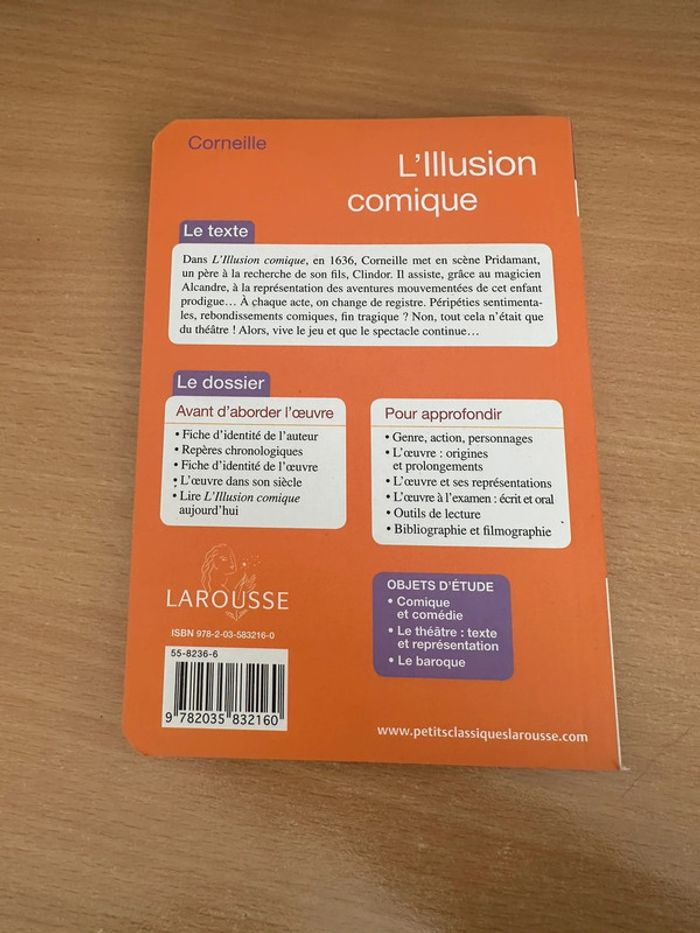 Corneille
L'Illusion
comique
Le texte
Dans L'Illusion comique, en 1636, Corneille met en scène Pridamant,
un père à la recherche de son fils, Clindor. Il assiste, grâce au magicien
Alcandre, à la représentation des aventures mouvementées de cet enfant
prodigue… À chaque acte, on change de registre. Péripéties sentimenta-
les, rebondissements comiques, fin tragique ? Non, tout cela n'était que
du théâtre ! Alors, vive le jeu et que le spectacle continue…
Le dossier
Avant d'aborder l'œuvre
• Fiche d'identité de l'auteur
• Repères chronologiques
• Fiche d'identité de l'œuvre
• L'œuvre dans son siècle
• Lire L'Illusion comique
aujourd'hui
Pour approfondir
• Genre, action, personnages
• L'œuvre : origines
et prolongements
• L'œuvre et ses représentations
• L'œuvre à l'examen : écrit et oral
• Outils de lecture
• Bibliographie et filmographie
LAROUSSE
ISBN 978-2-03-583216-0
55-8236-6
9 782035 832160
OBJETS D'ÉTUDE
• Comique
et comédie
• Le théâtre : texte
et représentation
• Le baroque
www.petitsclassiqueslarousse.com